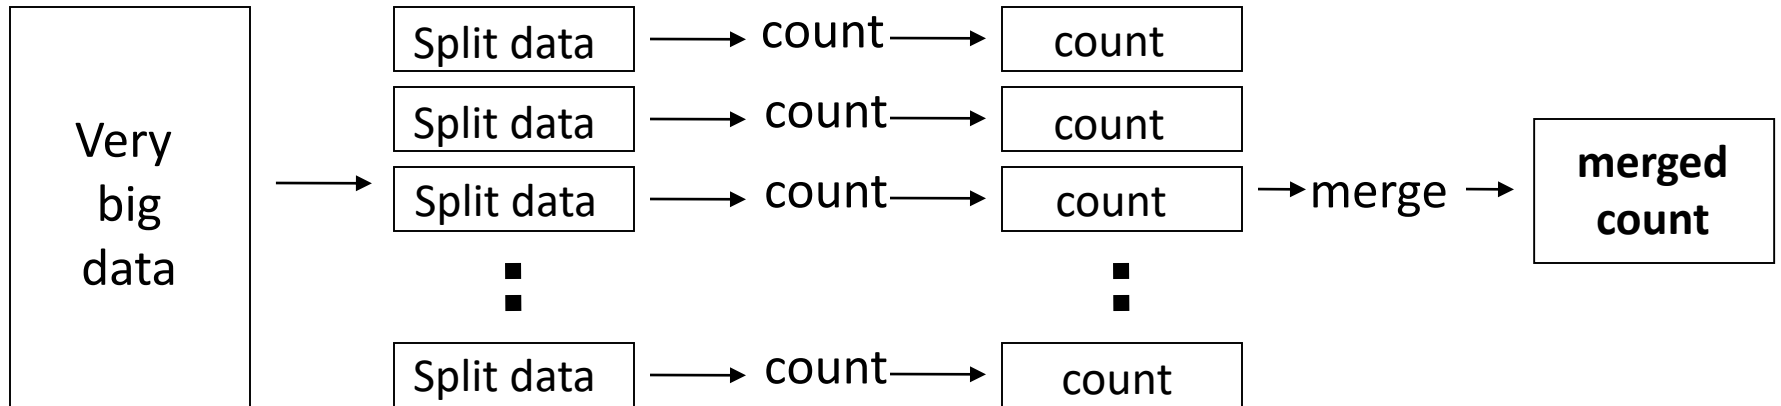 Very
big
data
Split data
count
count
Split data
count
count
Split data
count
count
merge
merged
count
Split data
count
count